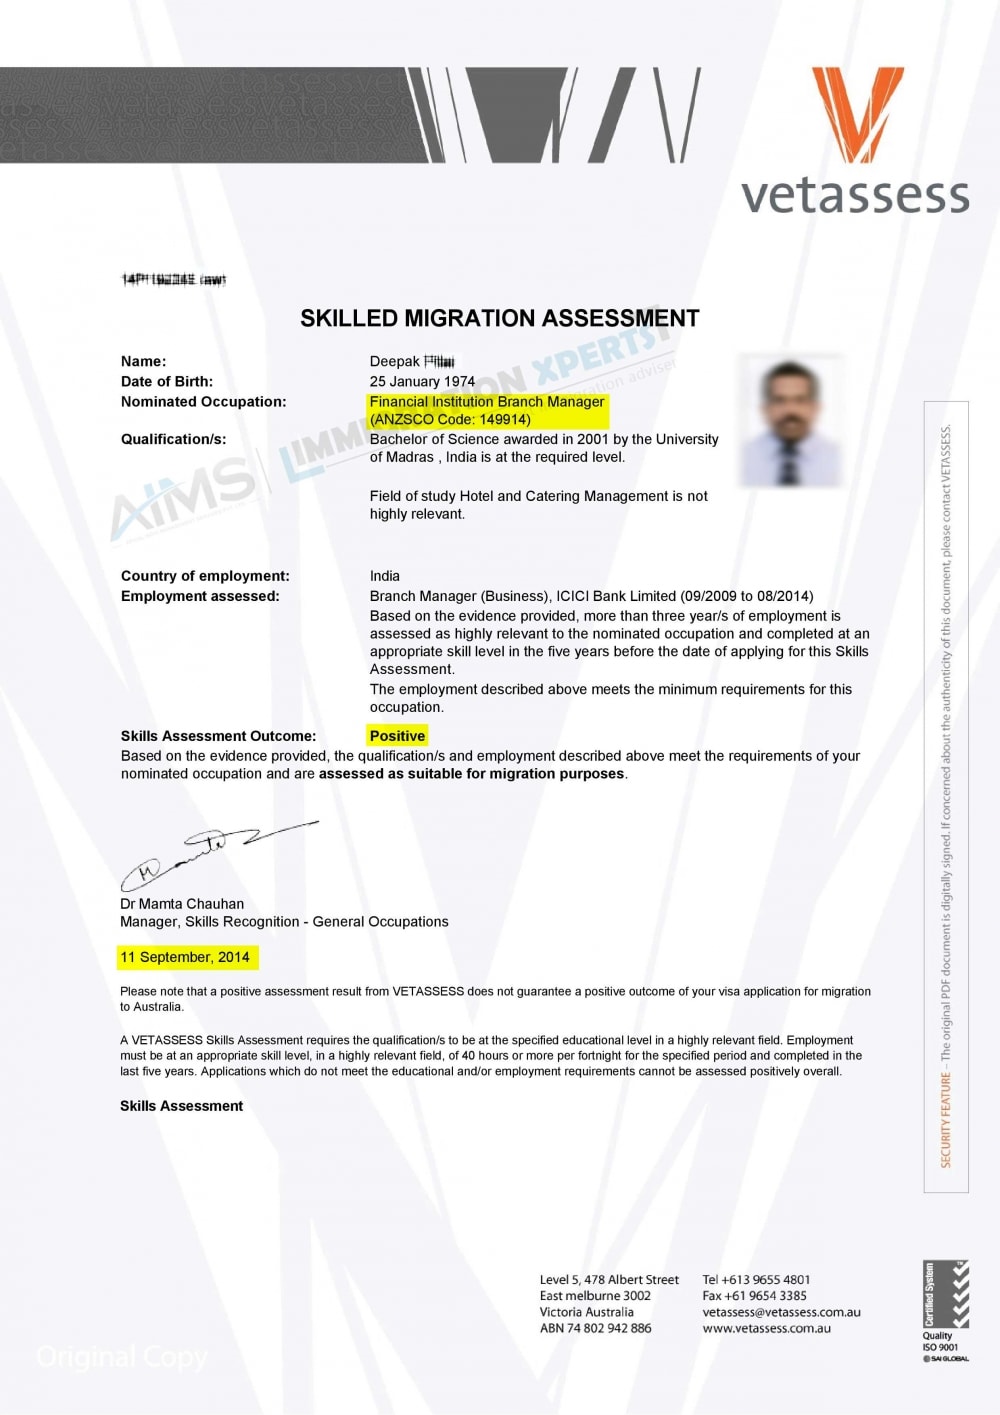 vetassess
SKILLED MIGRATION ASSESSMENT
Name: Deepak
Date of Birth: 25 January 1974
Nominated Occupation: Financial Institution Branch Manager
(ANZSCO Code: 149914)
Qualification/s: Bachelor of Science awarded in 2001 by the University
of Madras , India is at the required level.
Field of study Hotel and Catering Management is not
highly relevant.
AIMS IMMIGRATION XPERTS
Country of employment: India
Employment assessed: Branch Manager (Business), ICICI Bank Limited (09/2009 to 08/2014)
Based on the evidence provided, more than three year/s of employment is
assessed as highly relevant to the nominated occupation and completed at an
appropriate skill level in the five years before the date of applying for this Skills
Assessment.
The employment described above meets the minimum requirements for this
occupation.
Skills Assessment Outcome: Positive
Based on the evidence provided, the qualification/s and employment described above meet the requirements of your
nominated occupation and are assessed as suitable for migration purposes.
Dr Mamta Chauhan
Manager, Skills Recognition - General Occupations
11 September, 2014
Please note that a positive assessment result from VETASSESS does not guarantee a positive outcome of your visa application for migration
to Australia.
A VETASSESS Skills Assessment requires the qualification/s to be at the specified educational level in a highly relevant field. Employment
must be at an appropriate skill level, in a highly relevant field, of 40 hours or more per fortnight for the specified period and completed in the
last five years. Applications which do not meet the educational and/or employment requirements cannot be assessed positively overall.
Skills Assessment
SECURITY FEATURE – The original PDF document is digitally signed. If concerned about the authenticity of this document, please contact VETASSESS.
Level 5, 478 Albert Street
East melbourne 3002
Victoria Australia
ABN 74 802 942 886
Tel +613 9655 4801
Fax +61 9654 3385
vetassess@vetassess.com.au
www.vetassess.com.au
Certified System
Quality
ISO 9001
SAI GLOBAL
Original Copy